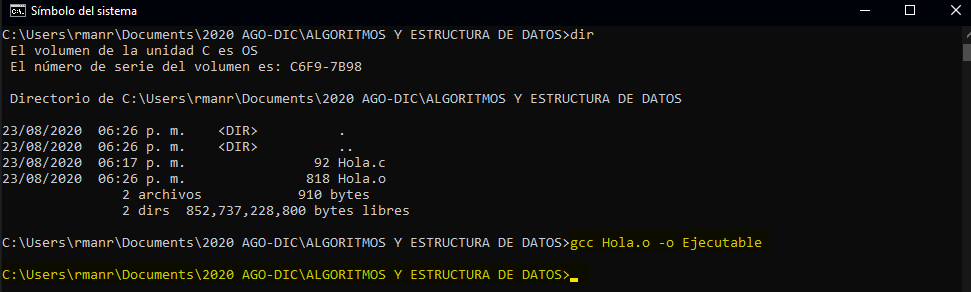 Símbolo del sistema
C:\Users\rmanr\Documents\2020 AGO-DIC\ALGORITMOS Y ESTRUCTURA DE DATOS>dir
El volumen de la unidad C es OS
El número de serie del volumen es: C6F9-7B98
Directorio de C:\Users\rmanr\Documents\2020 AGO-DIC\ALGORITMOS Y ESTRUCTURA DE DATOS
23/08/2020  06:26 p. m.    <DIR>          .
23/08/2020  06:26 p. m.    <DIR>          ..
23/08/2020  06:17 p. m.                92 Hola.c
23/08/2020  06:26 p. m.               818 Hola.o
2 archivos            910 bytes
2 dirs  852,737,228,800 bytes libres
C:\Users\rmanr\Documents\2020 AGO-DIC\ALGORITMOS Y ESTRUCTURA DE DATOS>gcc Hola.o -o Ejecutable
C:\Users\rmanr\Documents\2020 AGO-DIC\ALGORITMOS Y ESTRUCTURA DE DATOS>